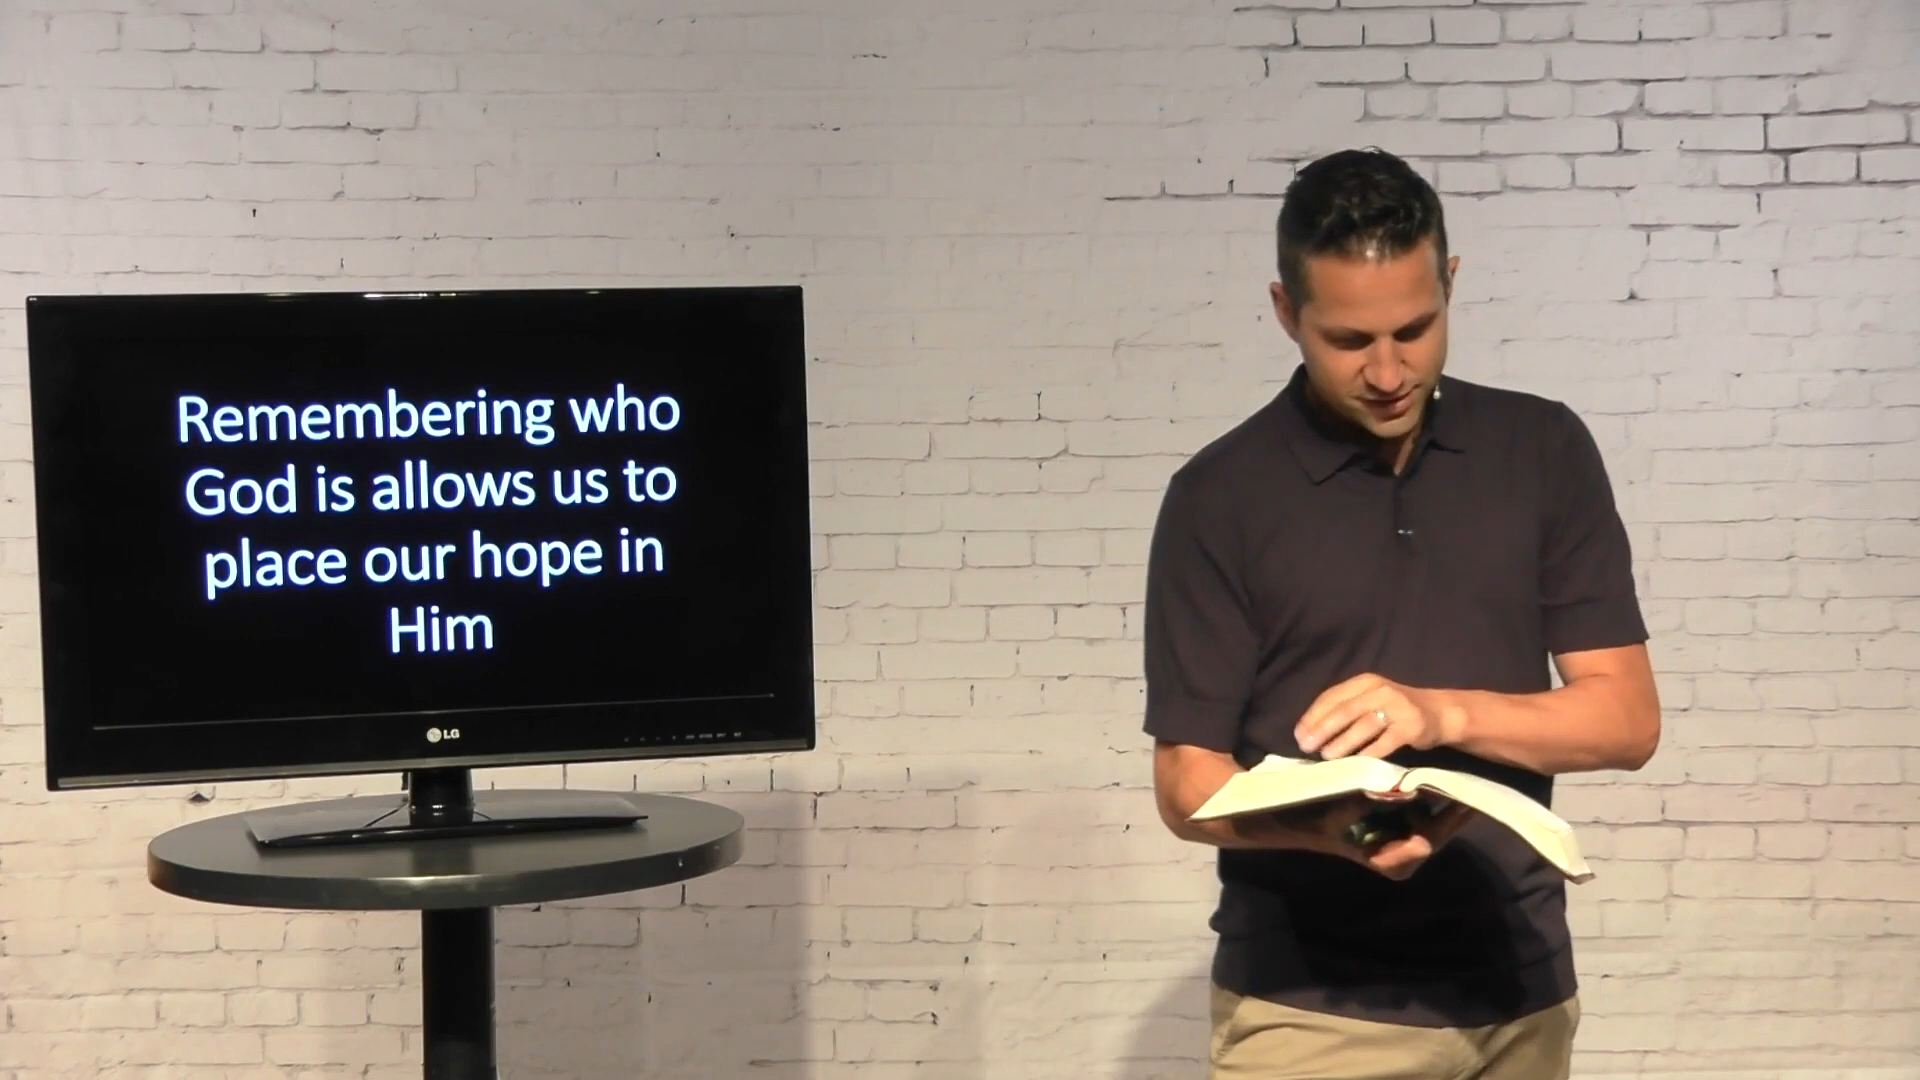 Remembering who
God is allows us to
place our hope in
Him
LG